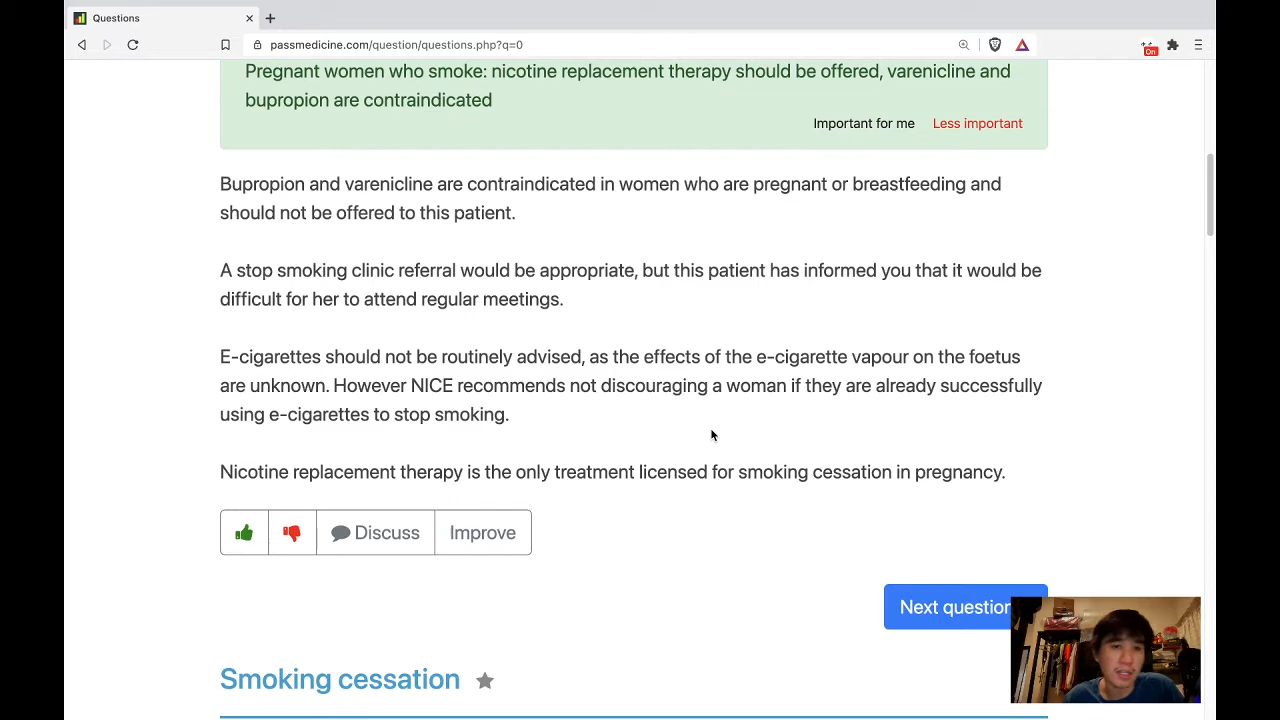 Questions
passmedicine.com/question/questions.php?q=0
On
Pregnant women who smoke: nicotine replacement therapy should be offered, varenicline and
bupropion are contraindicated
Important for me Less important
Bupropion and varenicline are contraindicated in women who are pregnant or breastfeeding and
should not be offered to this patient.
A stop smoking clinic referral would be appropriate, but this patient has informed you that it would be
difficult for her to attend regular meetings.
E-cigarettes should not be routinely advised, as the effects of the e-cigarette vapour on the foetus
are unknown. However NICE recommends not discouraging a woman if they are already successfully
using e-cigarettes to stop smoking.
Nicotine replacement therapy is the only treatment licensed for smoking cessation in pregnancy.
Discuss Improve
Next question
Smoking cessation